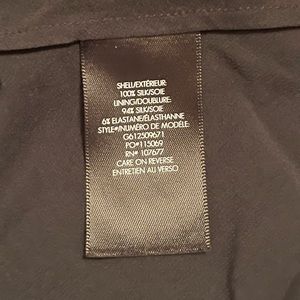 SHELL/EXTÉRIEUR:
100% SILK/SOIE
LINING/DOUBLURE:
94% SILK/SOIE
6% ELASTANE/ÉLASTHANNE
STYLE#/NUMÉRO DE MODÈLE:
G612509671
PO#115069
RN# 107677
CARE ON REVERSE
ENTRETIEN AU VERSO